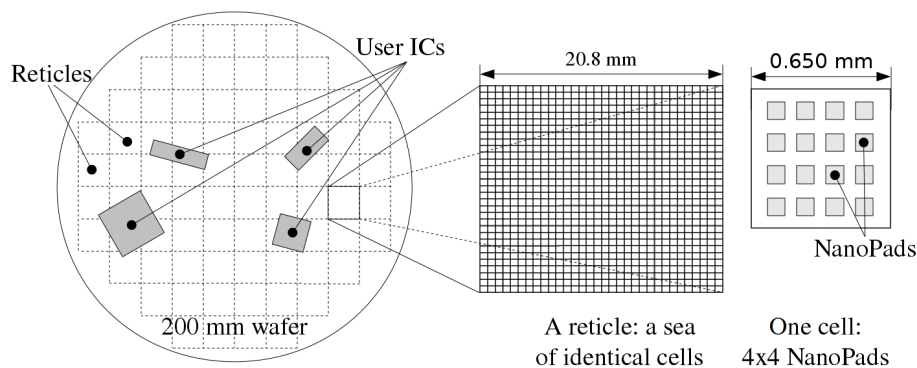 Reticles
User ICs
20.8 mm
0.650 mm
NanoPads
200 mm wafer
A reticle: a sea
of identical cells
One cell:
4x4 NanoPads